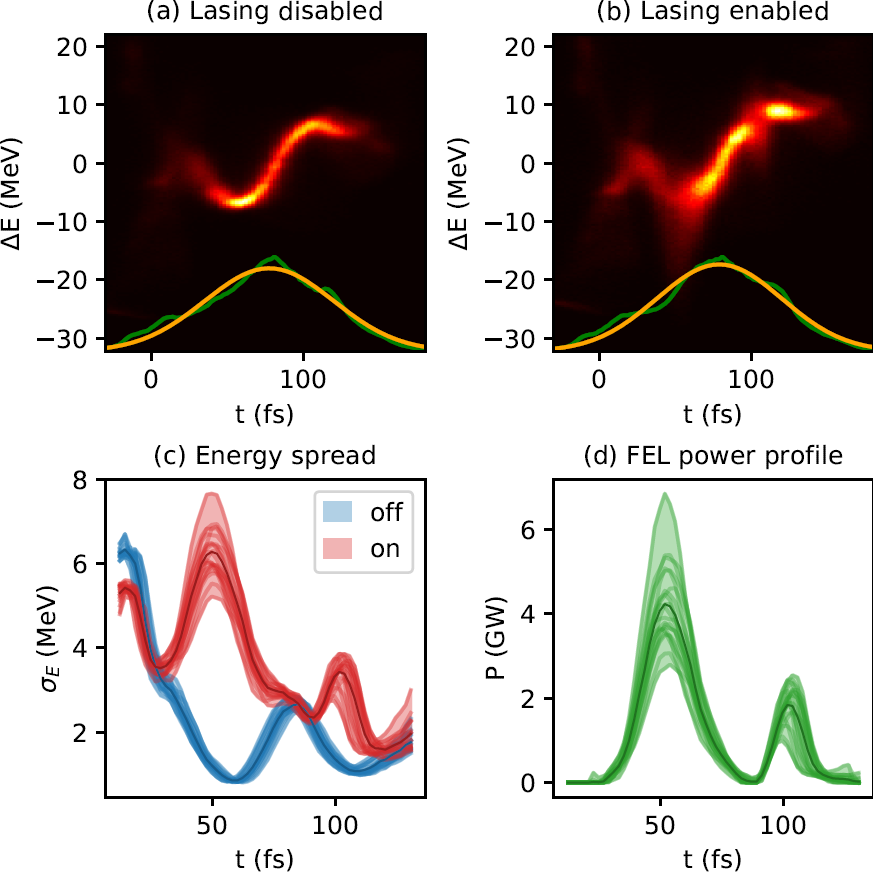 (a) Lasing disabled
(b) Lasing enabled
20
10
0
−10
−20
−30
ΔE (MeV)
0
100
t (fs)
20
10
0
−10
−20
−30
ΔE (MeV)
0
100
t (fs)
(c) Energy spread
(d) FEL power profile
8
6
4
2
σE (MeV)
off
on
50
100
t (fs)
6
4
2
0
P (GW)
50
100
t (fs)